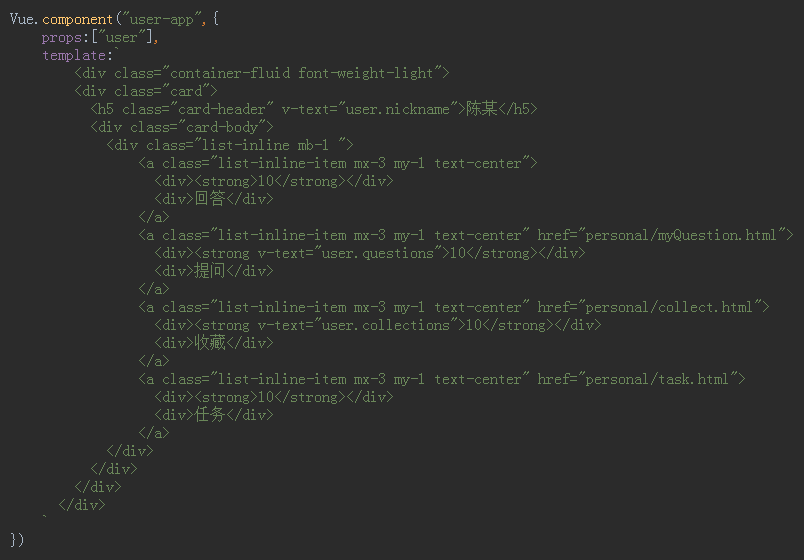 Vue.component("user-app",{
    props:["user"],
    template:`
        <div class="container-fluid font-weight-light">
        <div class="card">
          <h5 class="card-header" v-text="user.nickname">陈某</h5>
          <div class="card-body">
            <div class="list-inline mb-1 ">
                <a class="list-inline-item mx-3 my-1 text-center">
                  <div><strong>10</strong></div>
                  <div>回答</div>
                </a>
                <a class="list-inline-item mx-3 my-1 text-center" href="personal/myQuestion.html">
                  <div><strong v-text="user.questions">10</strong></div>
                  <div>提问</div>
                </a>
                <a class="list-inline-item mx-3 my-1 text-center" href="personal/collect.html">
                  <div><strong v-text="user.collections">10</strong></div>
                  <div>收藏</div>
                </a>
                <a class="list-inline-item mx-3 my-1 text-center" href="personal/task.html">
                  <div><strong>10</strong></div>
                  <div>任务</div>
                </a>
            </div>
          </div>
        </div>
      </div>
    `
})